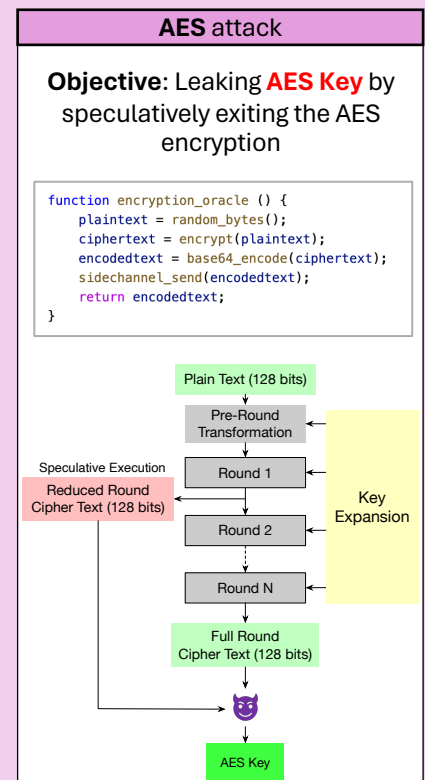 AES attack
Objective: Leaking AES Key by
speculatively exiting the AES
encryption
function encryption_oracle () {
plaintext = random_bytes();
ciphertext = encrypt(plaintext);
encodedtext = base64_encode(ciphertext);
sidechannel_send(encodedtext);
return encodedtext;
}
Plain Text (128 bits)
Pre-Round
Transformation
Speculative Execution
Round 1
Reduced Round
Cipher Text (128 bits)
Key
Expansion
Round 2
Round N
Full Round
Cipher Text (128 bits)
AES Key